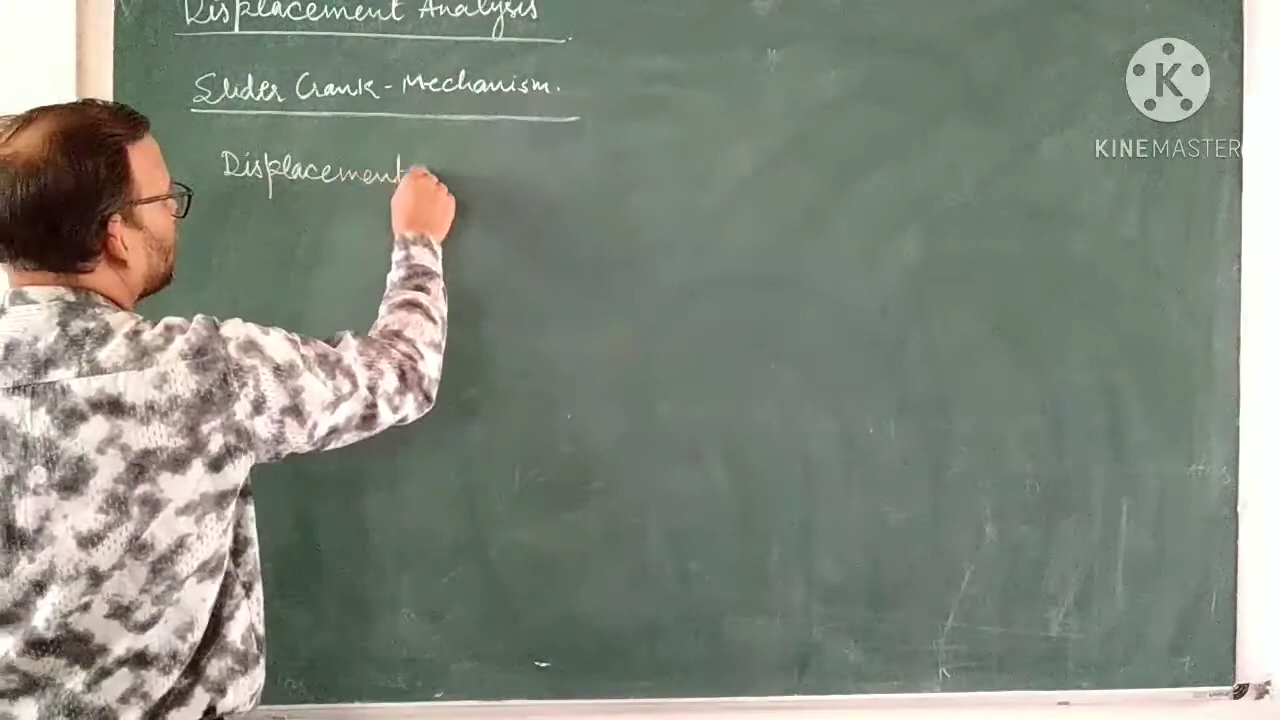 Displacement Analysis
Slider Crank-Mechanism.
Displacement
K
KINEMASTER